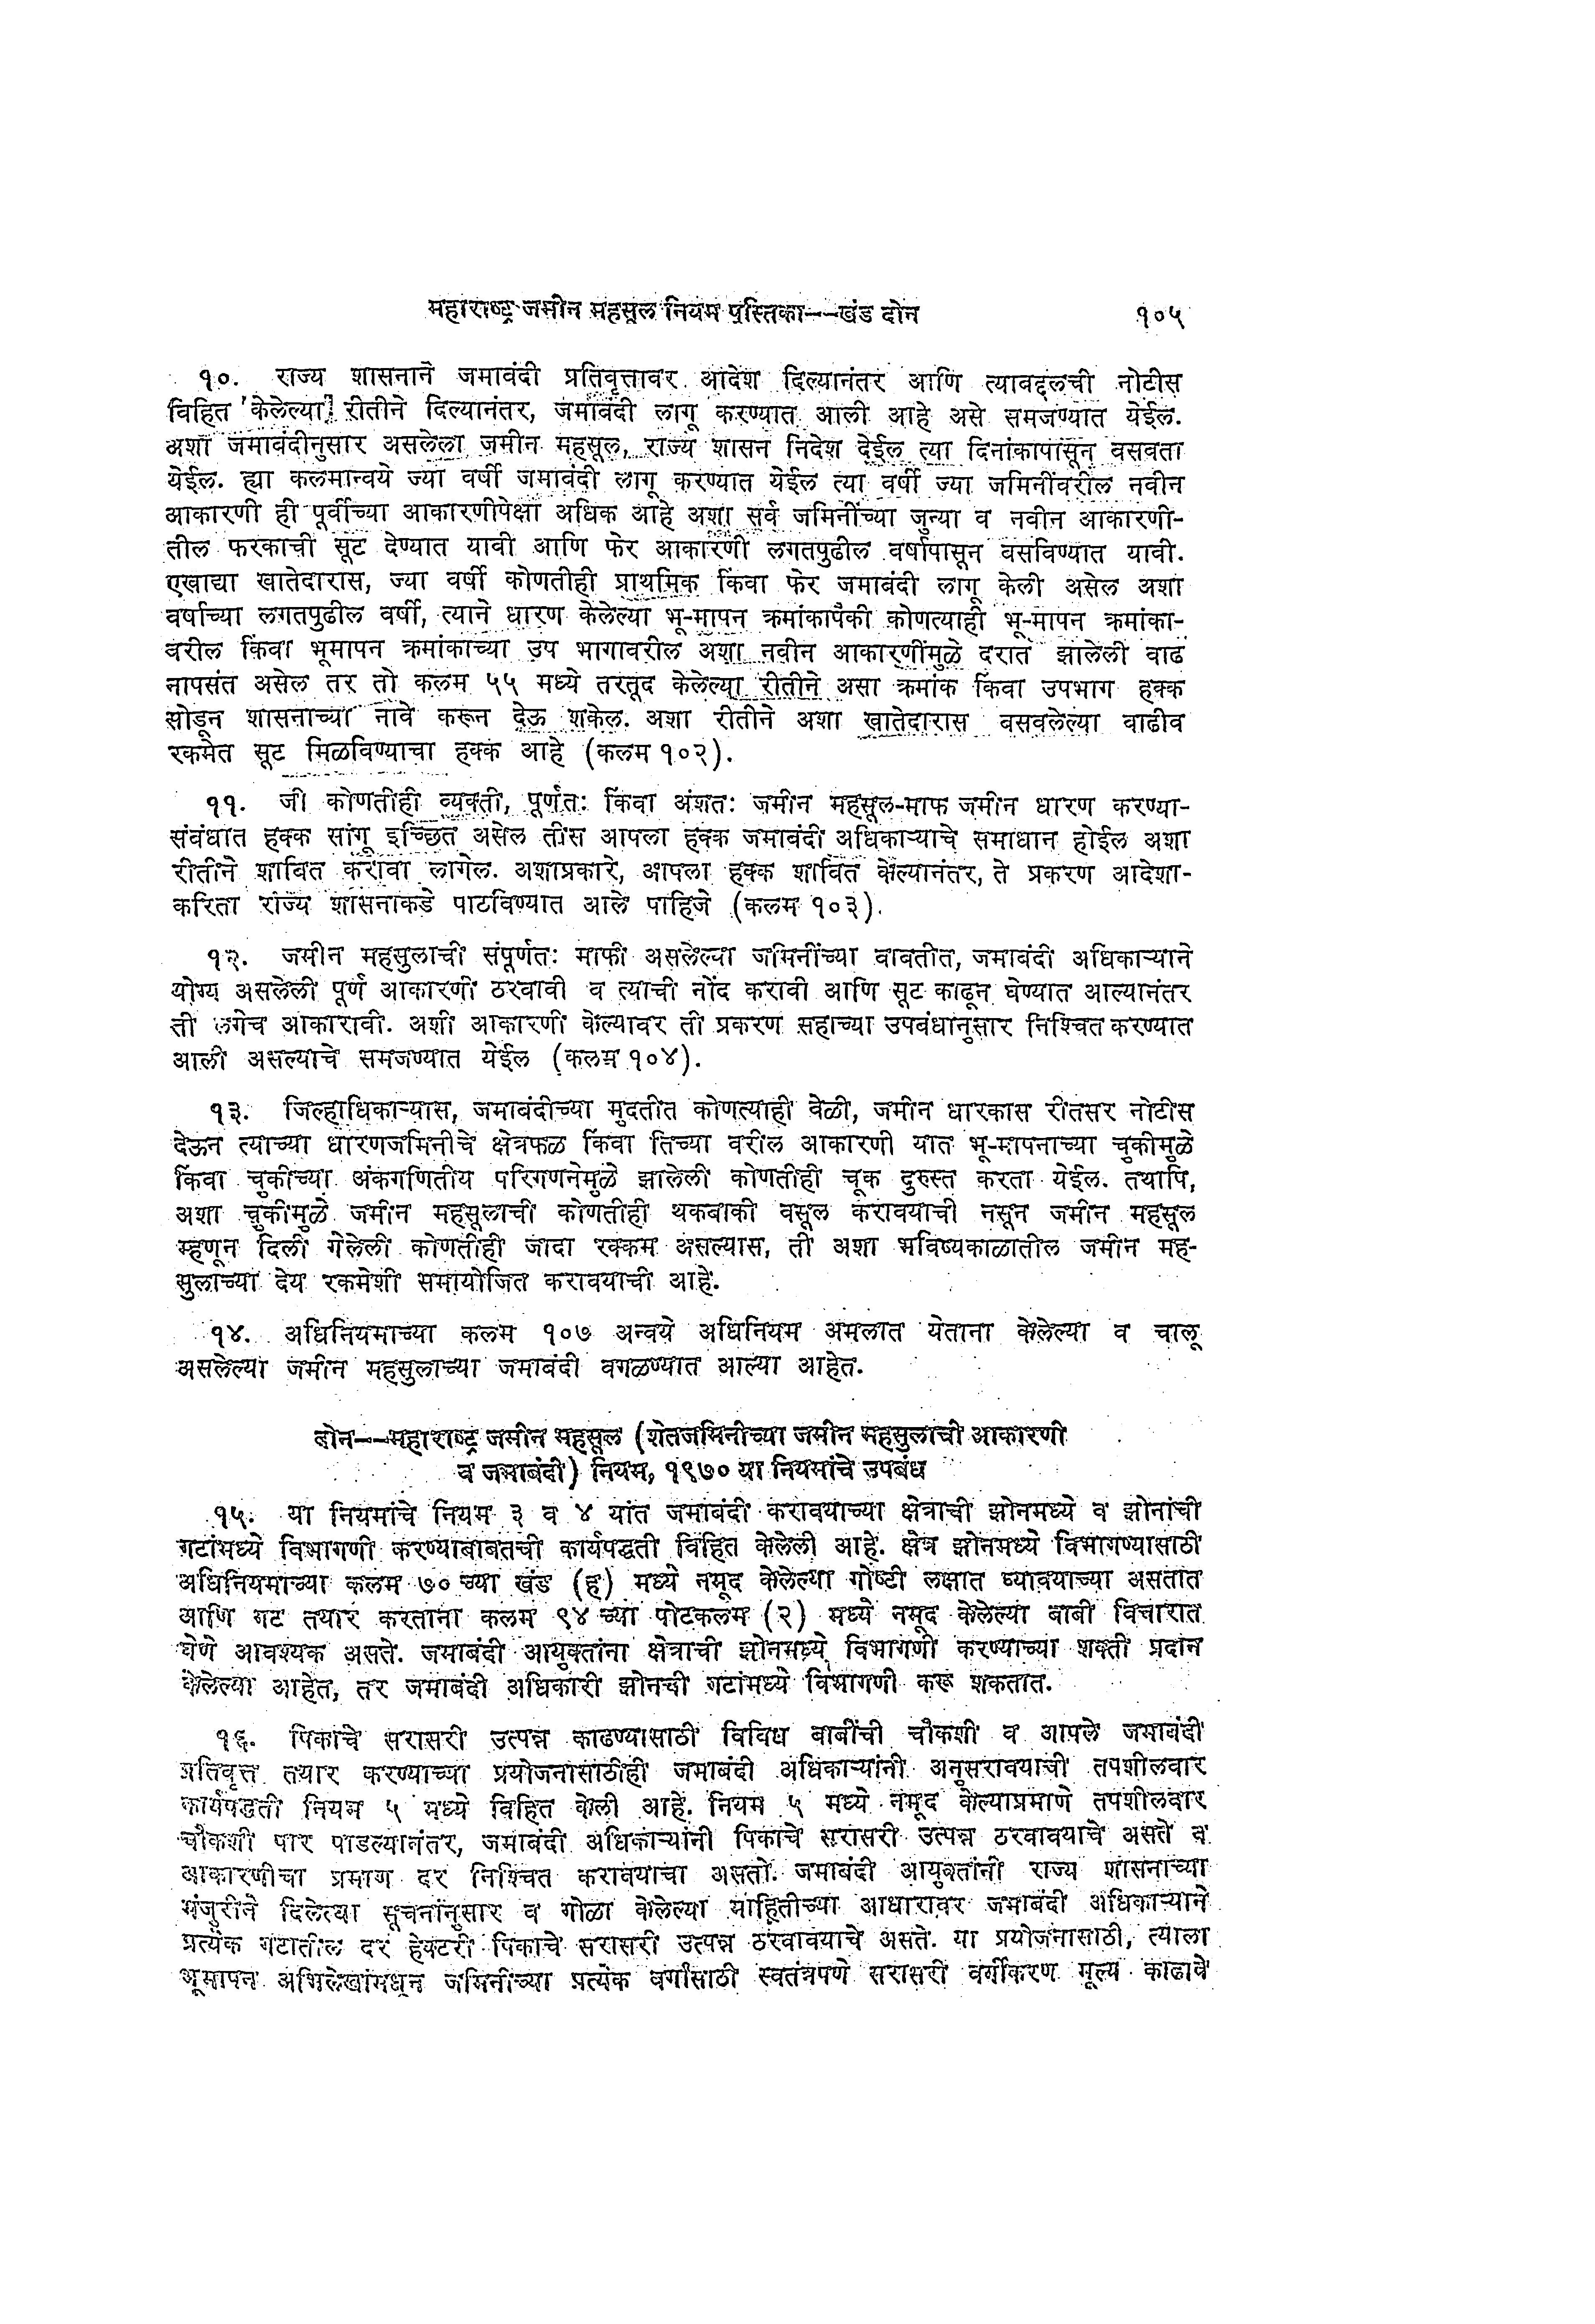 महाराष्ट्र जमीन महसूल नियम पुस्तिका--खंड दोन १०५
१०. राज्य शासनाने जमाबंदी प्रतिवृत्तावर आदेश दिल्यानंतर आणि त्याबद्दलची नोटीस
विहित केलेल्या रीतीने दिल्यानंतर, जमाबंदी लागू करण्यात आली आहे असे समजण्यात येईल.
अशा जमाबंदीनुसार असलेला जमीन महसूल, राज्य शासन निदेश देईल त्या दिनांकापासून बसवता
येईल. ह्या कलमान्वये ज्या वर्षी जमाबंदी लागू करण्यात येईल त्या वर्षी ज्या जमिनींवरील नवीन
आकारणी ही पूर्वीच्या आकारणीपेक्षा अधिक आहे अशा सर्व जमिनींच्या जुन्या व नवीन आकारणी-
तील फरकाची सूट देण्यात यावी आणि फेर आकारणी लगतपुढील वर्षापासून बसविण्यात यावी.
एखाद्या खातेदारास, ज्या वर्षी कोणतीही प्राथमिक किंवा फेर जमाबंदी लागू केली असेल अशा
वर्षाच्या लगतपुढील वर्षी, त्याने धारण केलेल्या भू-मापन क्रमांकापैकी कोणत्याही भू-मापन क्रमांका-
वरील किंवा भूमापन क्रमांकाच्या उप भागावरील अशा नवीन आकारणींमुळे दरात झालेली वाढ
नापसंत असेल तर तो कलम ५५ मध्ये तरतूद केलेल्या रीतीने असा क्रमांक किंवा उपभाग हक्क
सोडून शासनाच्या नावे करून देऊ शकेल. अशा रीतीने अशा खातेदारास बसवलेल्या वाढीव
रकमेत सूट मिळविण्याचा हक्क आहे (कलम १०२).
११. जी कोणतीही व्यक्ती, पूर्णतः किंवा अंशतः जमीन महसूल-माफ जमीन धारण करण्या-
संबंधात हक्क सांगू इच्छित असेल तीस आपला हक्क जमाबंदी अधिकाऱ्याचे समाधान होईल अशा
रीतीने शाबित करावा लागेल. अशाप्रकारे, आपला हक्क शाबित केल्यानंतर, ते प्रकरण आदेशा-
करिता राज्य शासनाकडे पाठविण्यात आले पाहिजे (कलम १०३).
१२. जमीन महसुलाची संपूर्णतः माफी असलेल्या जमिनींच्या बाबतीत, जमाबंदी अधिकाऱ्याने
योग्य असलेली पूर्ण आकारणी ठरवावी व त्याची नोंद करावी आणि सूट काढून घेण्यात आल्यानंतर
ती लगेच आकारावी. अशी आकारणी केल्यावर ती प्रकरण सहाच्या उपबंधानुसार निश्चित करण्यात
आली असल्याचे समजण्यात येईल (कलम १०४).
१३. जिल्हाधिकाऱ्यास, जमाबंदीच्या मुदतीत कोणत्याही वेळी, जमीन धारकास रीतसर नोटीस
देऊन त्याच्या धारणजमिनीचे क्षेत्रफळ किंवा तिच्या वरील आकारणी यात भू-मापनाच्या चुकीमुळे
किंवा चुकीच्या अंकगणितीय परिगणनेमुळे झालेली कोणतीही चूक दुरुस्त करता येईल. तथापि,
अशा चुकीमुळे जमीन महसूलाची कोणतीही थकबाकी वसूल करावयाची नसून जमीन महसूल
म्हणून दिली गेलेली कोणतीही जादा रक्कम असल्यास, ती अशा भविष्यकाळातील जमीन मह-
सुलाच्या देय रकमेशी समायोजित करावयाची आहे.
१४. अधिनियमाच्या कलम १०७ अन्वये अधिनियम अमलात येताना केलेल्या व चालू
असलेल्या जमीन महसुलाच्या जमाबंदी वगळण्यात आल्या आहेत.
दोन--महाराष्ट्र जमीन महसूल (शेतजमिनीच्या जमीन महसुलाची आकारणी
व जमाबंदी) नियम, १९७० या नियमांचे उपबंध
१५. या नियमांचे नियम ३ व ४ यांत जमाबंदी करावयाच्या क्षेत्राची झोनमध्ये व झोनांची
गटांमध्ये विभागणी करण्याबाबतची कार्यपद्धती विहित केलेली आहे. क्षेत्र झोनमध्ये विभागण्यासाठी
अधिनियमाच्या कलम ७० च्या खंड (ह) मध्ये नमूद केलेल्या गोष्टी लक्षात घ्यावयाच्या असतात
आणि गट तयार करताना कलम ९४ च्या पोटकलम (२) मध्ये नमूद केलेल्या बाबी विचारात
घेणे आवश्यक असते. जमाबंदी आयुक्तांना क्षेत्राची झोनमध्ये विभागणी करण्याच्या शक्ती प्रदान
केलेल्या आहेत, तर जमाबंदी अधिकारी झोनची गटांमध्ये विभागणी करू शकतात.
१६. पिकाचे सरासरी उत्पन्न काढण्यासाठी विविध बाबींची चौकशी व आपले जमाबंदी
प्रतिवृत्त तयार करण्याच्या प्रयोजनासाठीही जमाबंदी अधिकाऱ्यांनी अनुसरावयाची तपशीलवार
कार्यपद्धती नियम ५ मध्ये विहित केली आहे. नियम ५ मध्ये नमूद केल्याप्रमाणे तपशीलवार
चौकशी पार पाडल्यानंतर, जमाबंदी अधिकाऱ्यांनी पिकाचे सरासरी उत्पन्न ठरवावयाचे असते व
आकारणीचा प्रमाण दर निश्चित करावयाचा असतो. जमाबंदी आयुक्तांनी राज्य शासनाच्या
मंजुरीने दिलेल्या सूचनांनुसार व गोळा केलेल्या माहितीच्या आधारावर जमाबंदी अधिकाऱ्याने
प्रत्येक गटातील दर हेक्टरी पिकाचे सरासरी उत्पन्न ठरवावयाचे असते. या प्रयोजनासाठी, त्याला
भूमापन अभिलेखांमधून जमिनीच्या प्रत्येक वर्गासाठी स्वतंत्रपणे सरासरी वर्गीकरण मूल्य काढावे